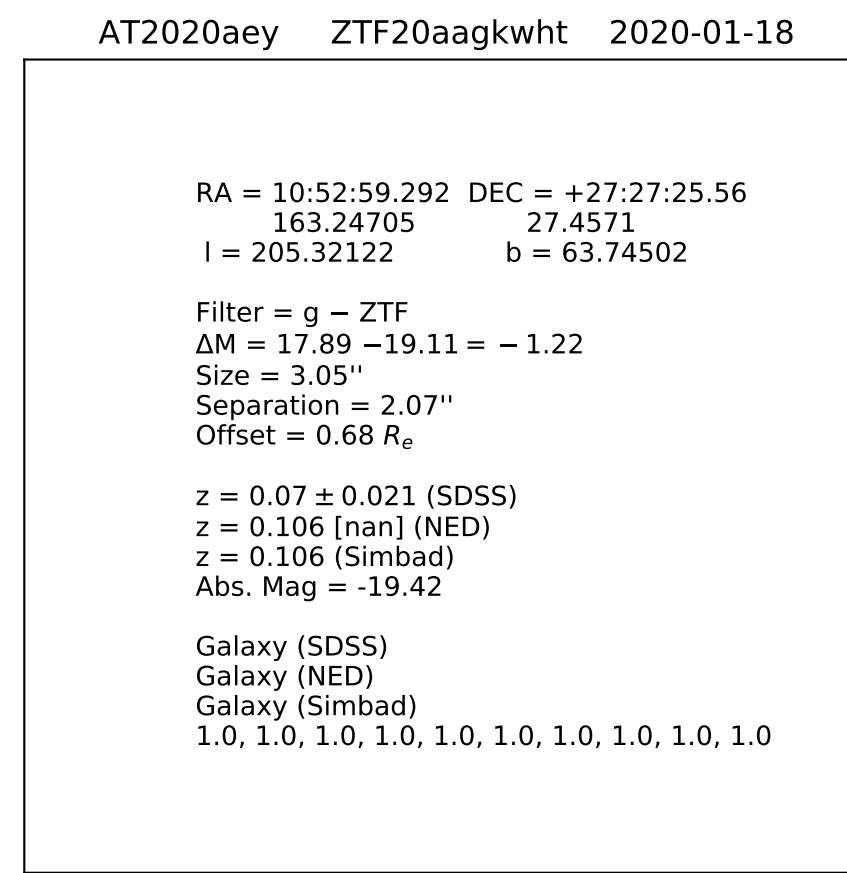 AT2020aey ZTF20aagkwht 2020-01-18
RA = 10:52:59.292 DEC = +27:27:25.56
163.24705 27.4571
l = 205.32122 b = 63.74502
Filter = g − ZTF
ΔM = 17.89 −19.11 = − 1.22
Size = 3.05''
Separation = 2.07''
Offset = 0.68 Rₑ
z = 0.07 ± 0.021 (SDSS)
z = 0.106 [nan] (NED)
z = 0.106 (Simbad)
Abs. Mag = -19.42
Galaxy (SDSS)
Galaxy (NED)
Galaxy (Simbad)
1.0, 1.0, 1.0, 1.0, 1.0, 1.0, 1.0, 1.0, 1.0, 1.0